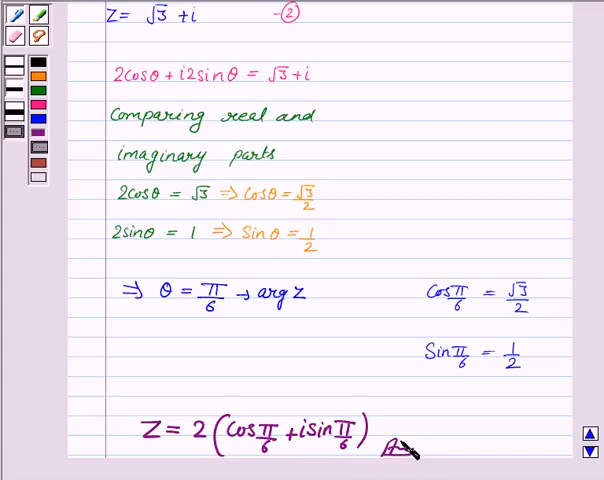 Z = √3 + i -②
2cosθ + i2sinθ = √3 + i
Comparing real and
imaginary parts
2cosθ = √3 ⇒ Cosθ = √3/2
2sinθ = 1 ⇒ Sinθ = 1/2
⇒ θ = π/6 → arg Z
Cos π/6 = √3/2
Sin π/6 = 1/2
Z = 2 (Cos π/6 + i sin π/6)